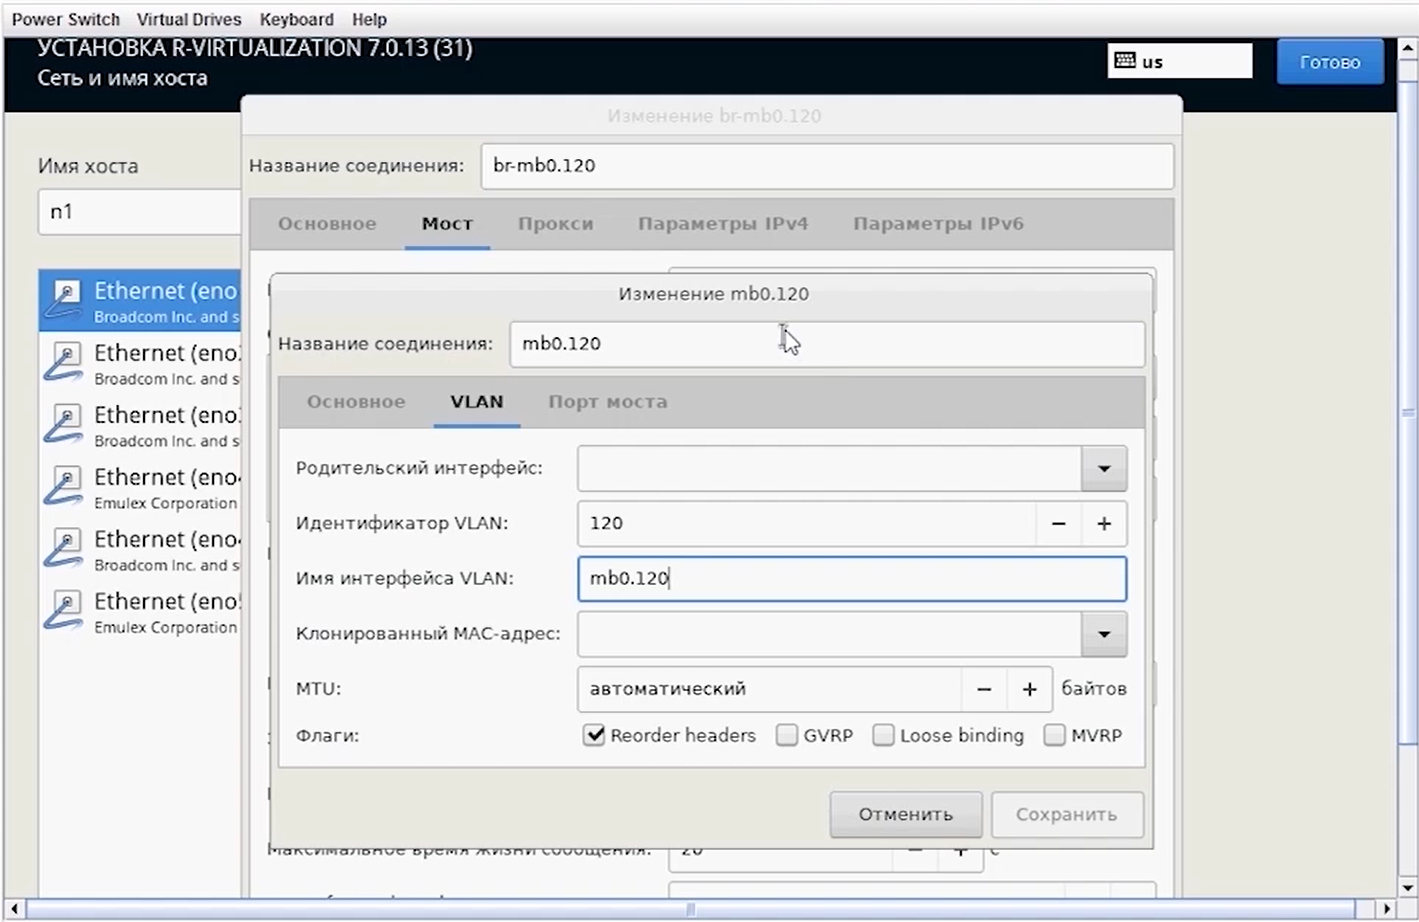 Power Switch Virtual Drives Keyboard Help
УСТАНОВКА R-VIRTUALIZATION 7.0.13 (31)
Сеть и имя хоста
us
Готово
Изменение br-mb0.120
Имя хоста
Название соединения: br-mb0.120
n1
Основное Мост Прокси Параметры IPv4 Параметры IPv6
Ethernet (eno
Broadcom Inc. and s
Ethernet (eno
Broadcom Inc. and s
Ethernet (eno
Broadcom Inc. and s
Ethernet (eno
Emulex Corporation
Ethernet (eno
Broadcom Inc. and s
Ethernet (eno
Emulex Corporation
Изменение mb0.120
Название соединения: mb0.120
Основное VLAN Порт моста
Родительский интерфейс:
Идентификатор VLAN: 120 − +
Имя интерфейса VLAN: mb0.120
Клонированный MAC-адрес:
MTU: автоматический − + байтов
Флаги: Reorder headers GVRP Loose binding MVRP
Отменить Сохранить
Максимальное время жизни сообщения: 20 − + с